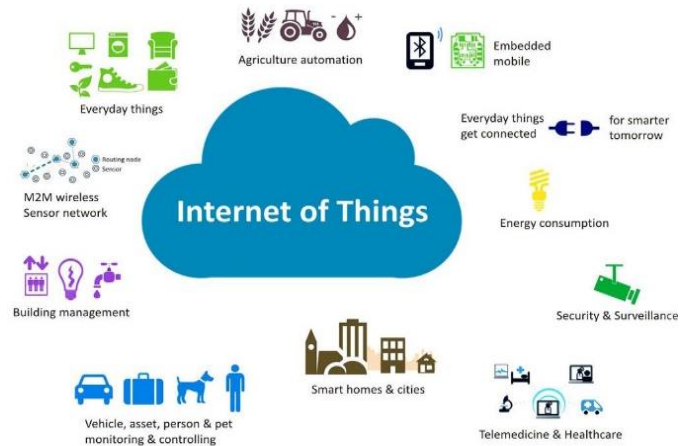 Agriculture automation
Embedded
mobile
Everyday things
Everyday things
get connected
for smarter
tomorrow
Routing node
Sensor
M2M wireless
Sensor network
Internet of Things
Energy consumption
Building management
Security & Surveillance
Smart homes & cities
Vehicle, asset, person & pet
monitoring & controlling
Telemedicine & Healthcare